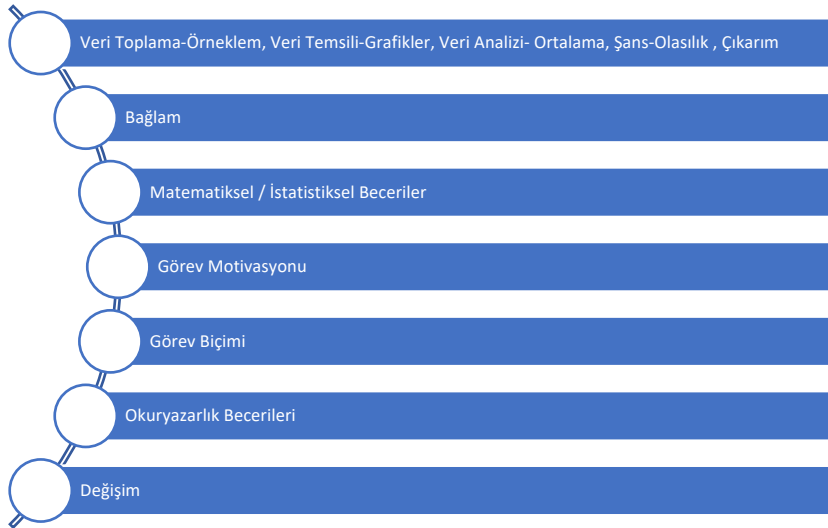 Veri Toplama-Örneklem, Veri Temsili-Grafikler, Veri Analizi- Ortalama, Şans-Olasılık , Çıkarım
Bağlam
Matematiksel / İstatistiksel Beceriler
Görev Motivasyonu
Görev Biçimi
Okuryazarlık Becerileri
Değişim